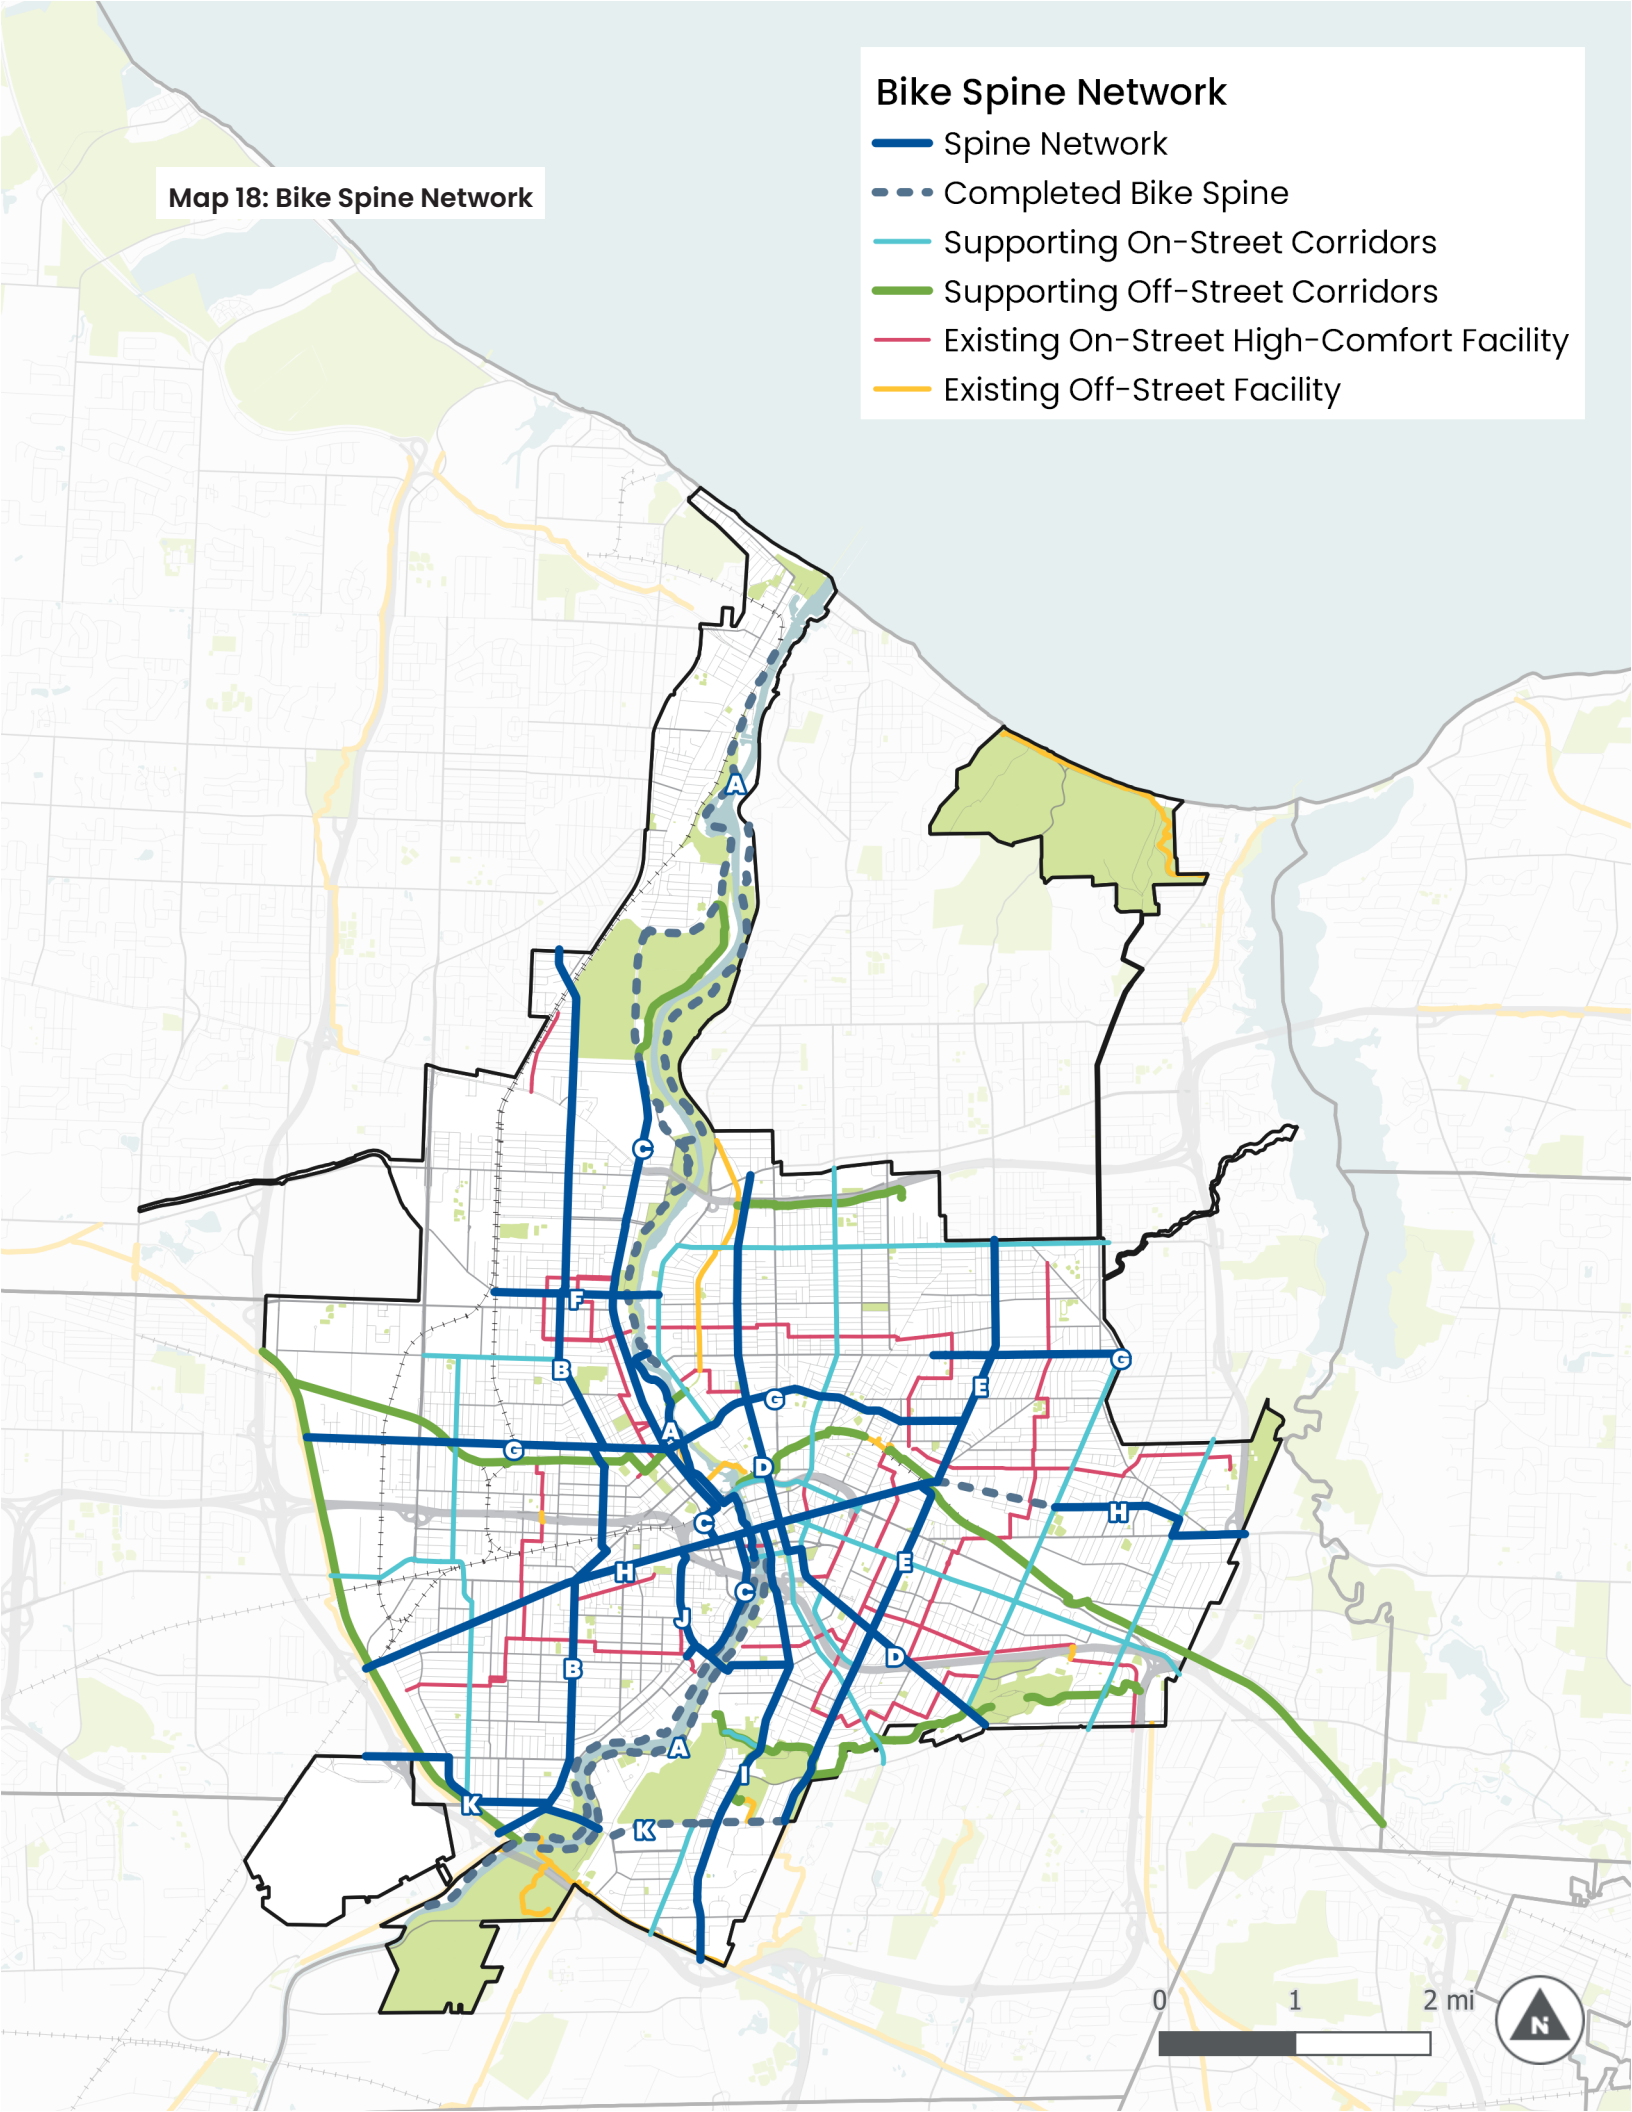 Bike Spine Network
Spine Network
Completed Bike Spine
Map 18: Bike Spine Network
Supporting On-Street Corridors
Supporting Off-Street Corridors
Existing On-Street High-Comfort Facility
Existing Off-Street Facility
A
C
F
B
G
E
G
A
G
D
H
C
H
E
C
J
D
B
A
I
K
K
0 1 2 mi
N